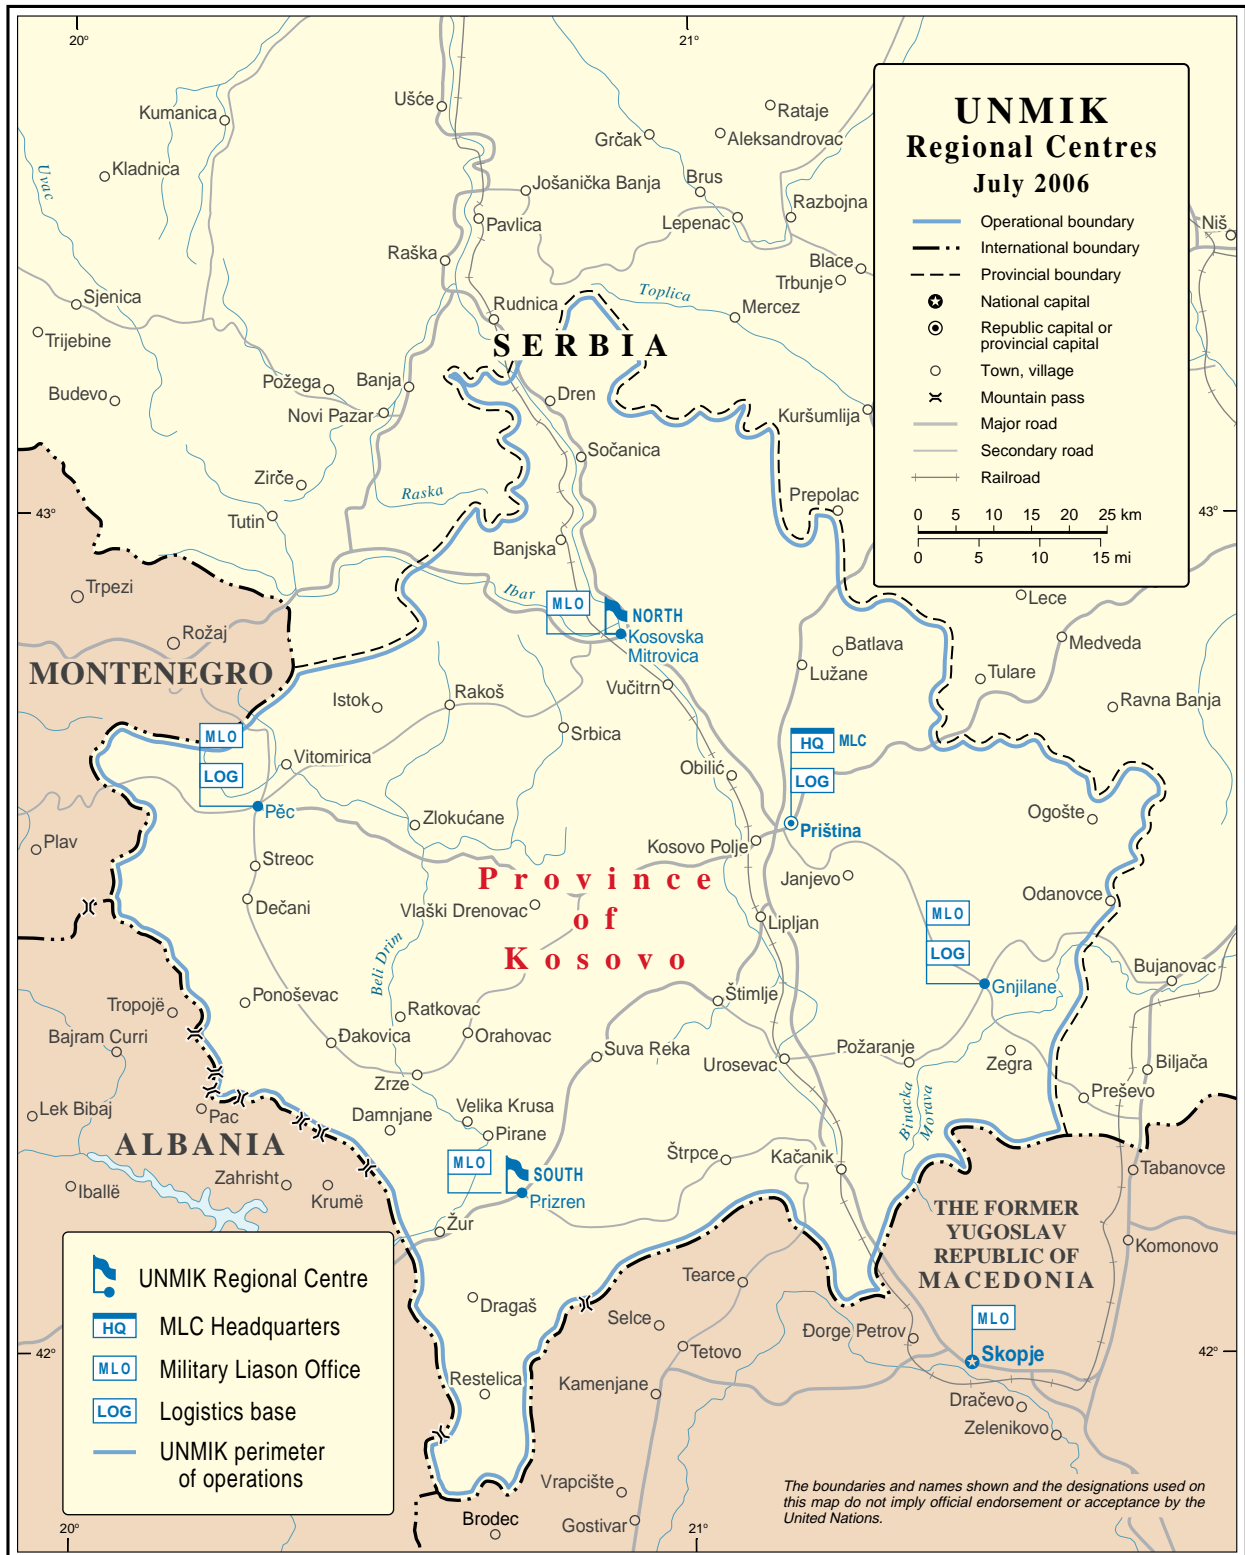 20°
21°
UNMIK
Regional Centres
July 2006
Operational boundary
International boundary
Provincial boundary
National capital
Republic capital or
provincial capital
Town, village
Mountain pass
Major road
Secondary road
Railroad
0 5 10 15 20 25 km
0 5 10 15 mi
Kumanica
Ušće
Rataje
Grčak
Aleksandrovac
Uvac
Kladnica
Jošanička Banja
Brus
Razbojna
Pavlica
Lepenac
Niš
Raška
Blace
Trbunje
Sjenica
Rudnica
Toplica
Mercez
Trijebine
SERBIA
Požega
Banja
Budevo
Dren
Novi Pazar
Kuršumlija
Sočanica
Zirče
Raska
Prepolac
43°
43°
Tutin
Banjska
Trpezi
Ibar
MLO
NORTH
Lece
Rožaj
Kosovska
Mitrovica
Batlava
Medveda
MONTENEGRO
Lužane
Tulare
Vučitrn
Istok
Rakoš
Ravna Banja
MLO
Srbica
HQ
MLC
Vitomirica
LOG
Obilić
LOG
Pěc
Zlokućane
Ogošte
Priština
Plav
Kosovo Polje
Streoc
Janjevo
Province
of
Kosovo
Dečani
Vlaški Drenovac
Odanovce
MLO
Lipljan
Beli Drim
LOG
Bujanovac
Gnjilane
Tropojë
Ponoševac
Štimlje
Ratkovac
Bajram Curri
Đakovica
Orahovac
Suva Reka
Urosevac
Požaranje
Zegra
Biljača
Zrze
Lek Bibaj
Pac
Damnjane
Velika Krusa
Binacka
Morava
Preševo
ALBANIA
Pirane
Štrpce
Kačanik
Tabanovce
MLO
SOUTH
Iballë
Zahrisht
Krumë
Prizren
Žur
THE FORMER
YUGOSLAV
REPUBLIC OF
MACEDONIA
Komonovo
UNMIK Regional Centre
HQ
MLC Headquarters
MLO
Military Liason Office
LOG
Logistics base
UNMIK perimeter
of operations
Tearce
Dragaš
Selce
MLO
Đorge Petrov
42°
42°
Tetovo
Skopje
Restelica
Kamenjane
Dračevo
Zelenikovo
Vrapcište
Brodec
Gostivar
The boundaries and names shown and the designations used on
this map do not imply official endorsement or acceptance by the
United Nations.
20°
21°